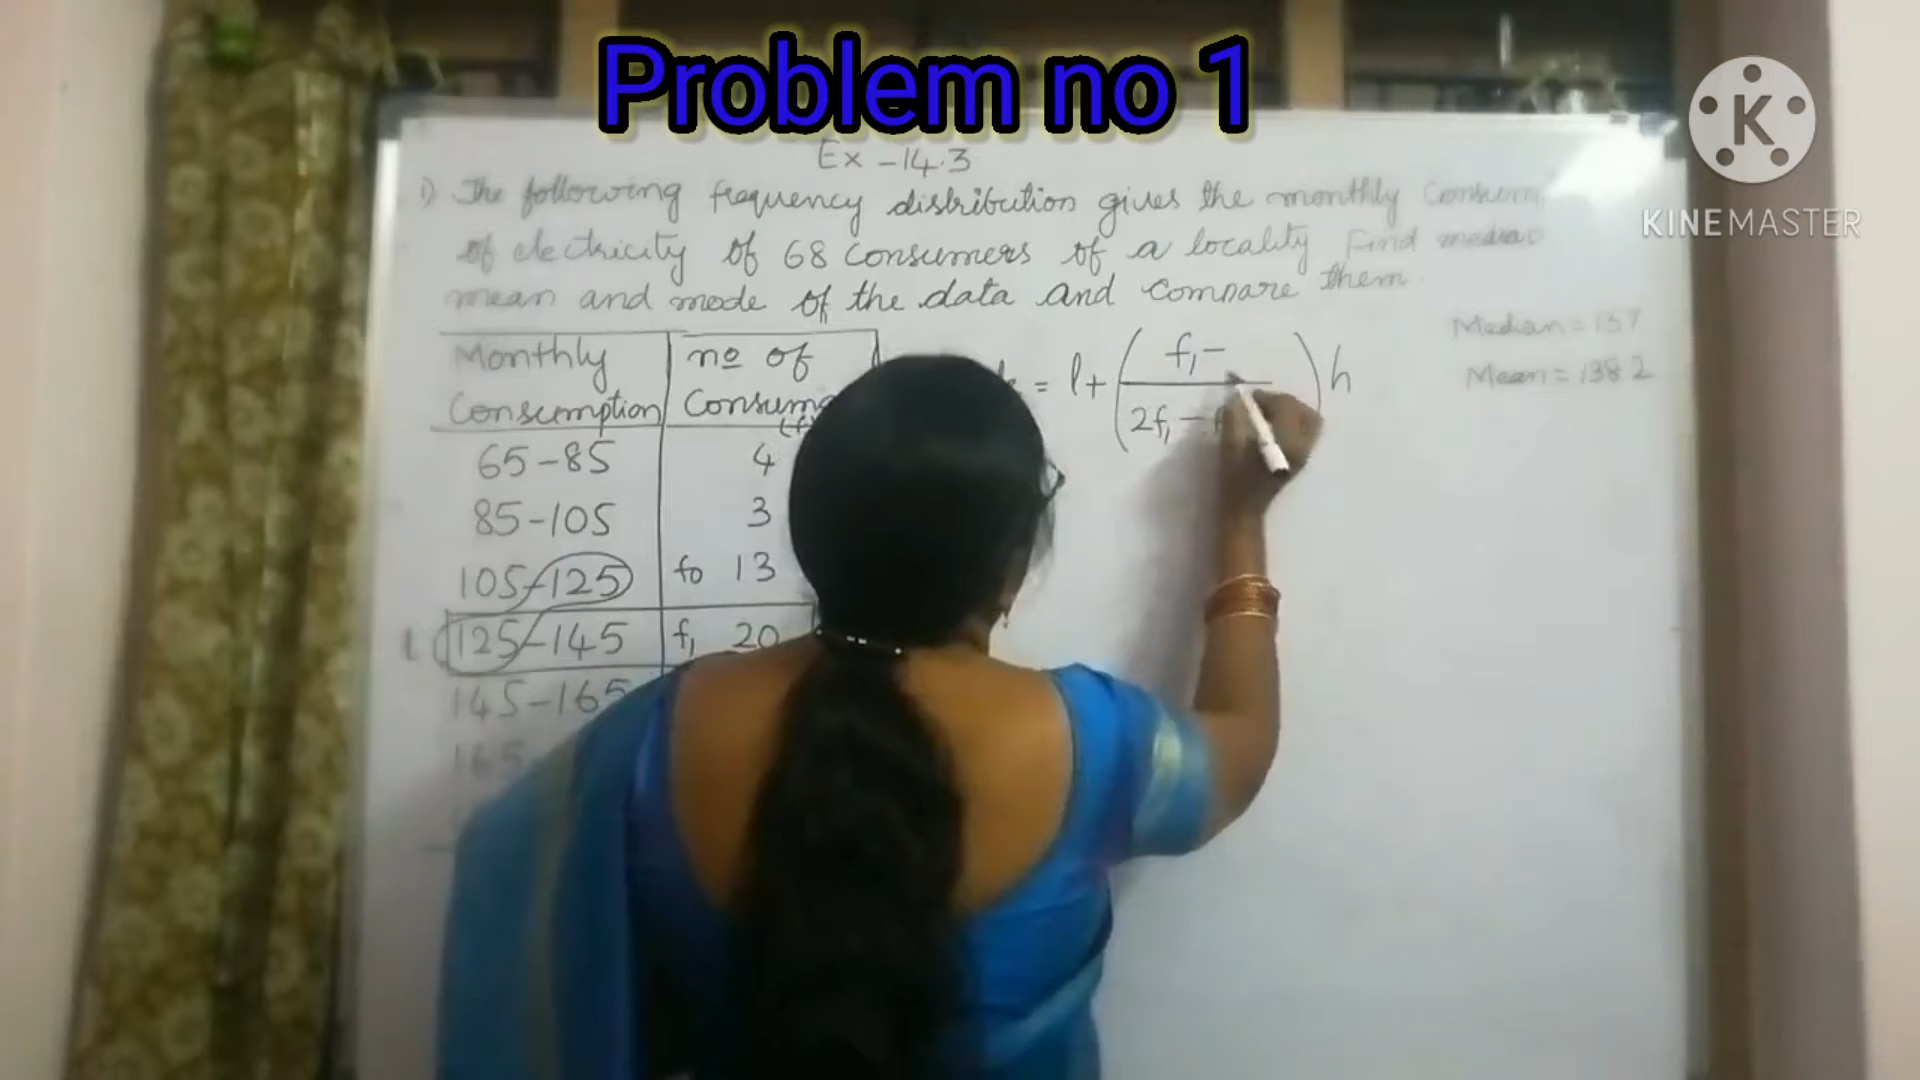 Problem no 1
K
KINEMASTER
Ex - 14.3
1) The following frequency distribution gives the monthly
of electricity of 68 consumers of a locality Find
mean and mode of the data and compare them.
Median = 137
Mean = 138.2
Monthly Consumption
no of Consum
(f)
= l + ( f₁ - / 2f₁ - ) h
65-85 4
85-105 3
105-125 f0 13
l 125-145 f₁ 20
145-165
165